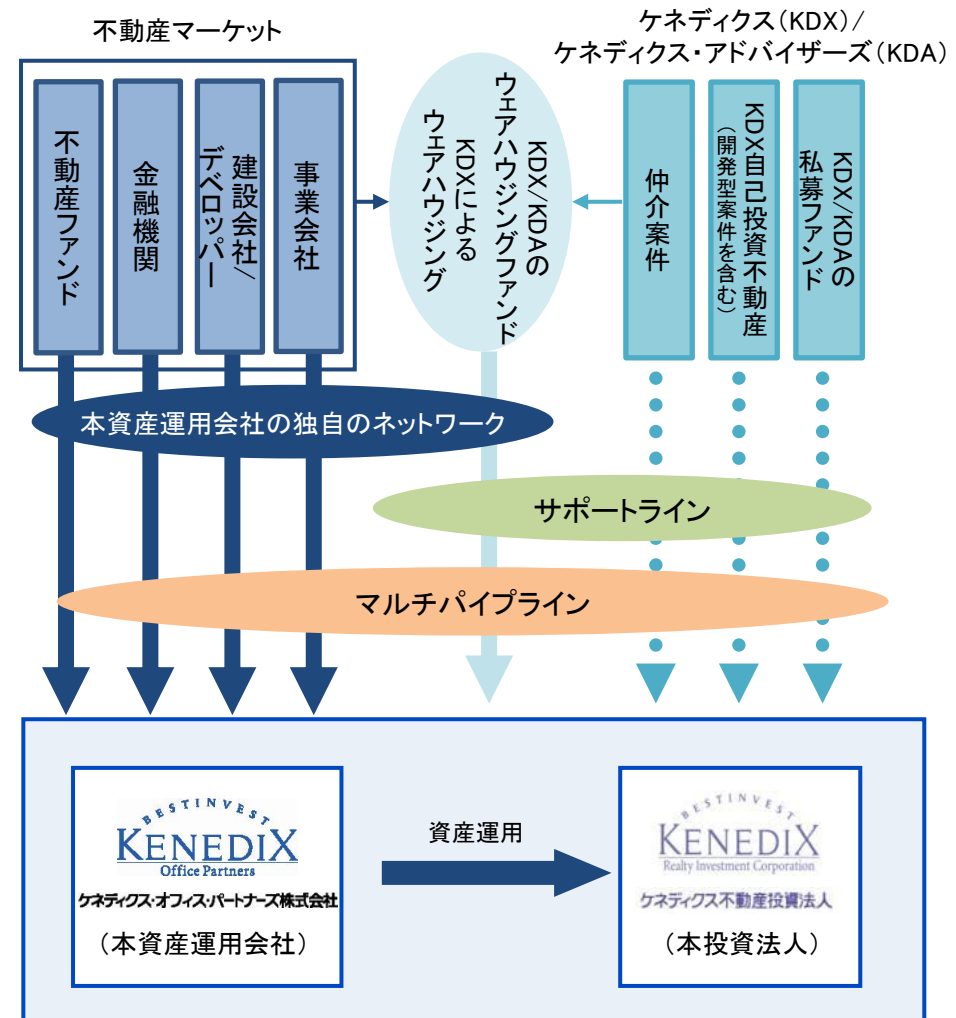 不動産マーケット
ケネディクス（KDX）/
ケネディクス・アドバイザーズ（KDA）
不動産ファンド
金融機関
建設会社/
デベロッパー
事業会社
KDX/KDAの
ウェアハウジングファンド
KDXによる
ウェアハウジング
仲介案件
KDX自己投資不動産
（開発型案件を含む）
KDX/KDAの
私募ファンド
本資産運用会社の独自のネットワーク
サポートライン
マルチパイプライン
BESTINVEST
KENEDIX
Office Partners
ケネディクス・オフィス・パートナーズ株式会社
（本資産運用会社）
資産運用
BESTINVEST
KENEDIX
Realty Investment Corporation
ケネディクス不動産投資法人
（本投資法人）